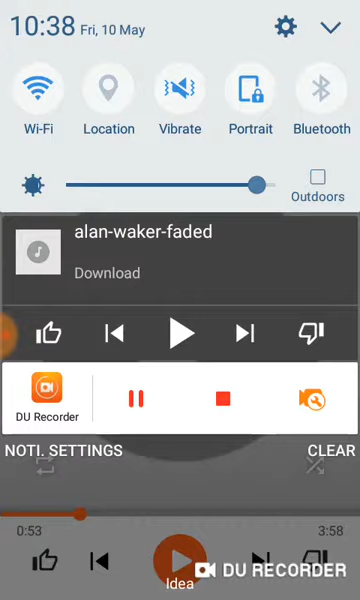 10:38 Fri, 10 May
Wi-Fi Location Vibrate Portrait Bluetooth
Outdoors
alan-waker-faded
Download
DU Recorder
NOTI. SETTINGS CLEAR
0:53 3:58
DU RECORDER
Idea